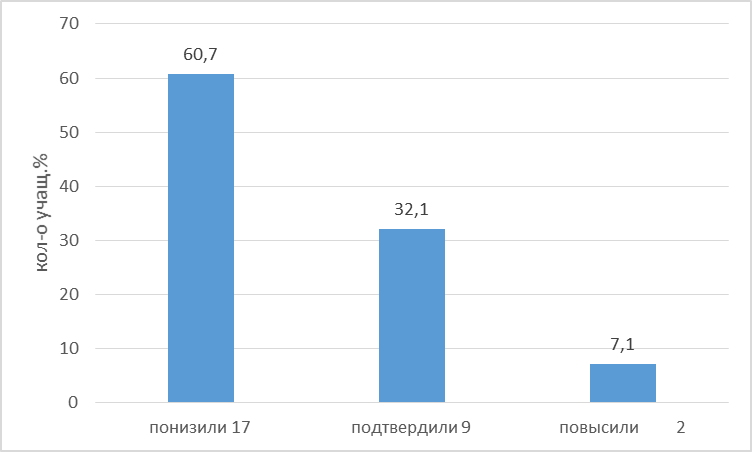 70
60
50
40
30
20
10
0
кол-о учащ.%
60,7
32,1
7,1
понизили 17
подтвердили 9
повысили 2